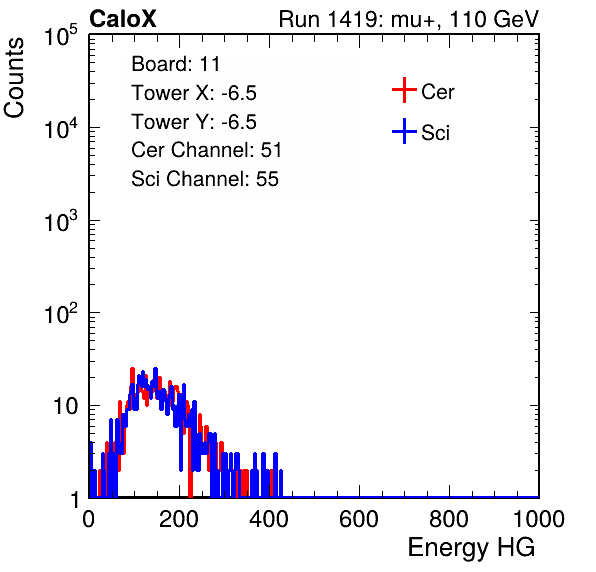 CaloX Run 1419: mu+, 110 GeV
Counts
Board: 11
Tower X: -6.5
Tower Y: -6.5
Cer Channel: 51
Sci Channel: 55
Cer
Sci
10^5
10^4
10^3
10^2
10
1
0 200 400 600 800 1000
Energy HG